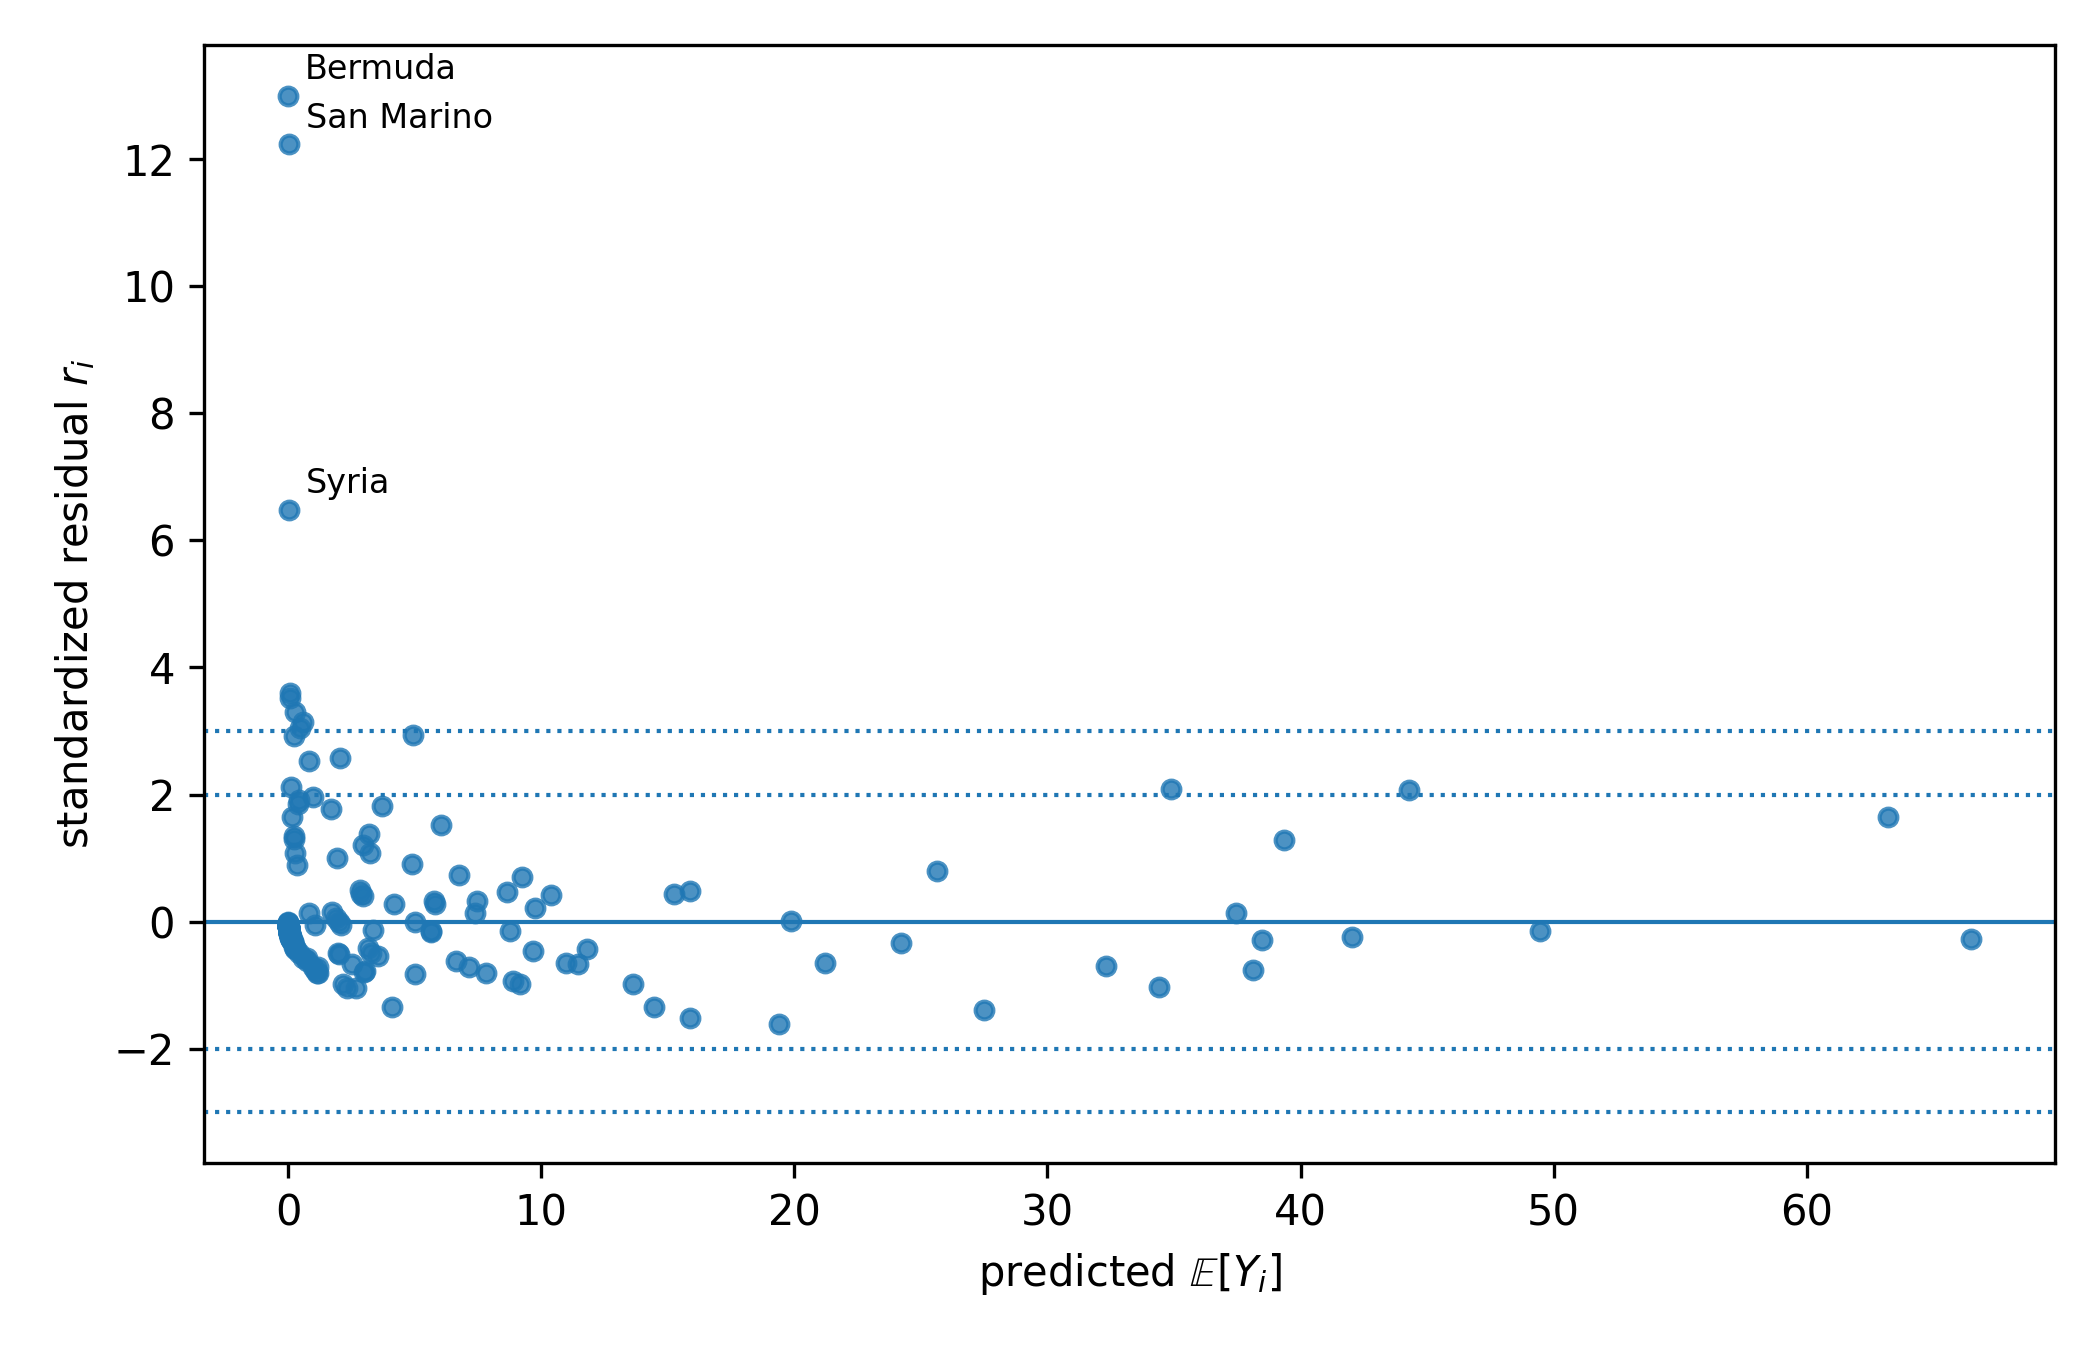 Bermuda
San Marino
Syria
12
10
8
6
4
2
0
−2
standardized residual rᵢ
0 10 20 30 40 50 60
predicted 𝔼[Yᵢ]